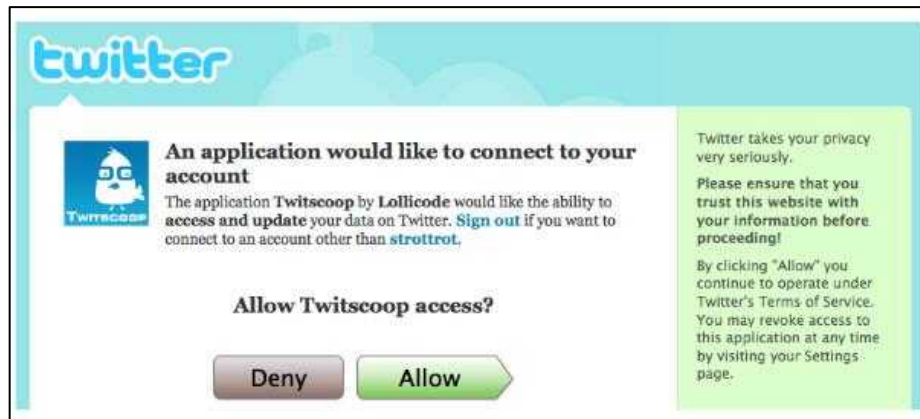 twitter
TWITSCOOP
An application would like to connect to your
account
The application Twitscoop by Lollicode would like the ability to
access and update your data on Twitter. Sign out if you want to
connect to an account other than strottrot.
Allow Twitscoop access?
Deny
Allow
Twitter takes your privacy
very seriously.
Please ensure that you
trust this website with
your information before
proceeding!
By clicking "Allow" you
continue to operate under
Twitter's Terms of Service.
You may revoke access to
this application at any time
by visiting your Settings
page.